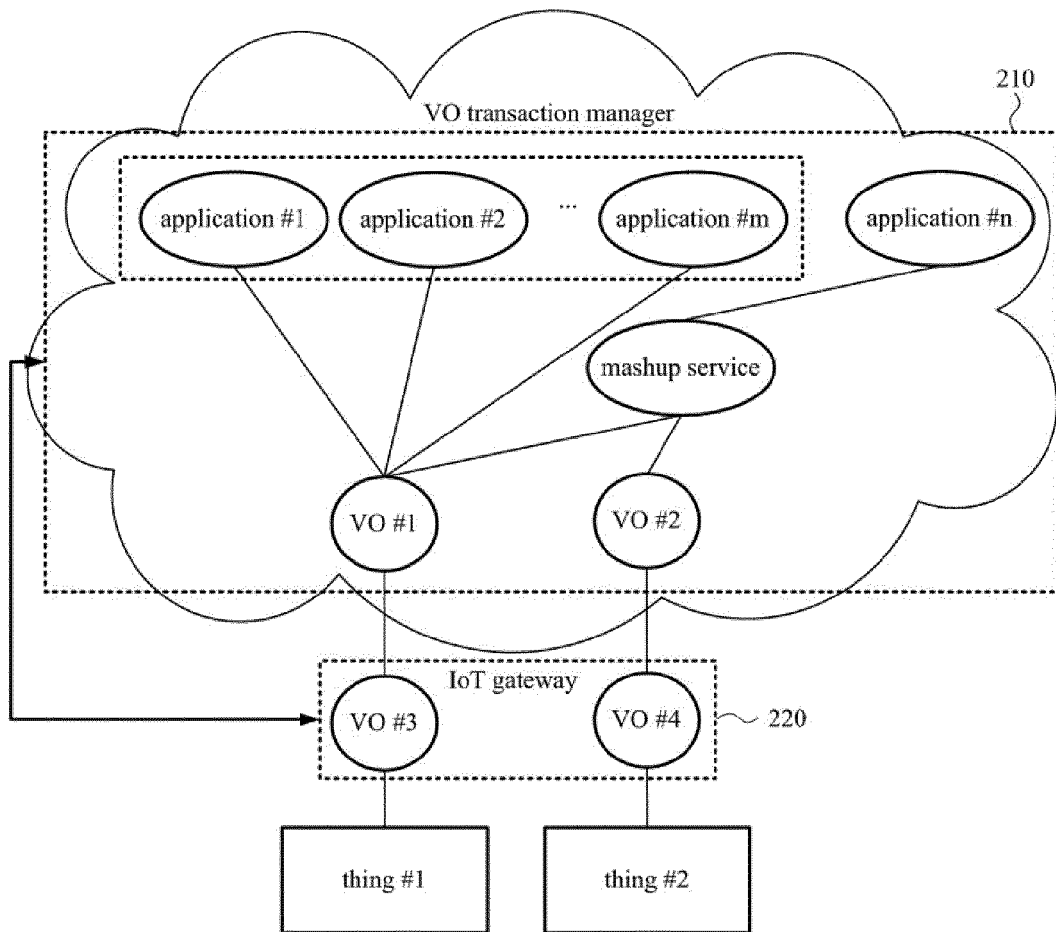 210
VO transaction manager
application #1 application #2 ... application #m application #n
mashup service
VO #1 VO #2
IoT gateway
VO #3 VO #4 220
thing #1 thing #2